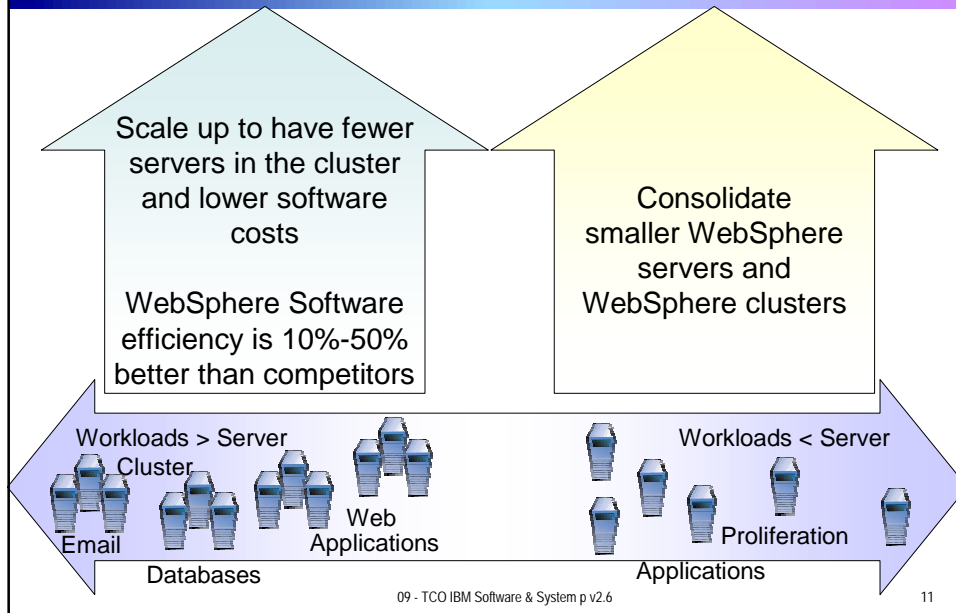 Scale up to have fewer
servers in the cluster
and lower software
costs
WebSphere Software
efficiency is 10%-50%
better than competitors
Consolidate
smaller WebSphere
servers and
WebSphere clusters
Workloads > Server
Cluster
Email
Databases
Web
Applications
Workloads < Server
Proliferation
Applications
09 - TCO IBM Software & System p v2.6
11